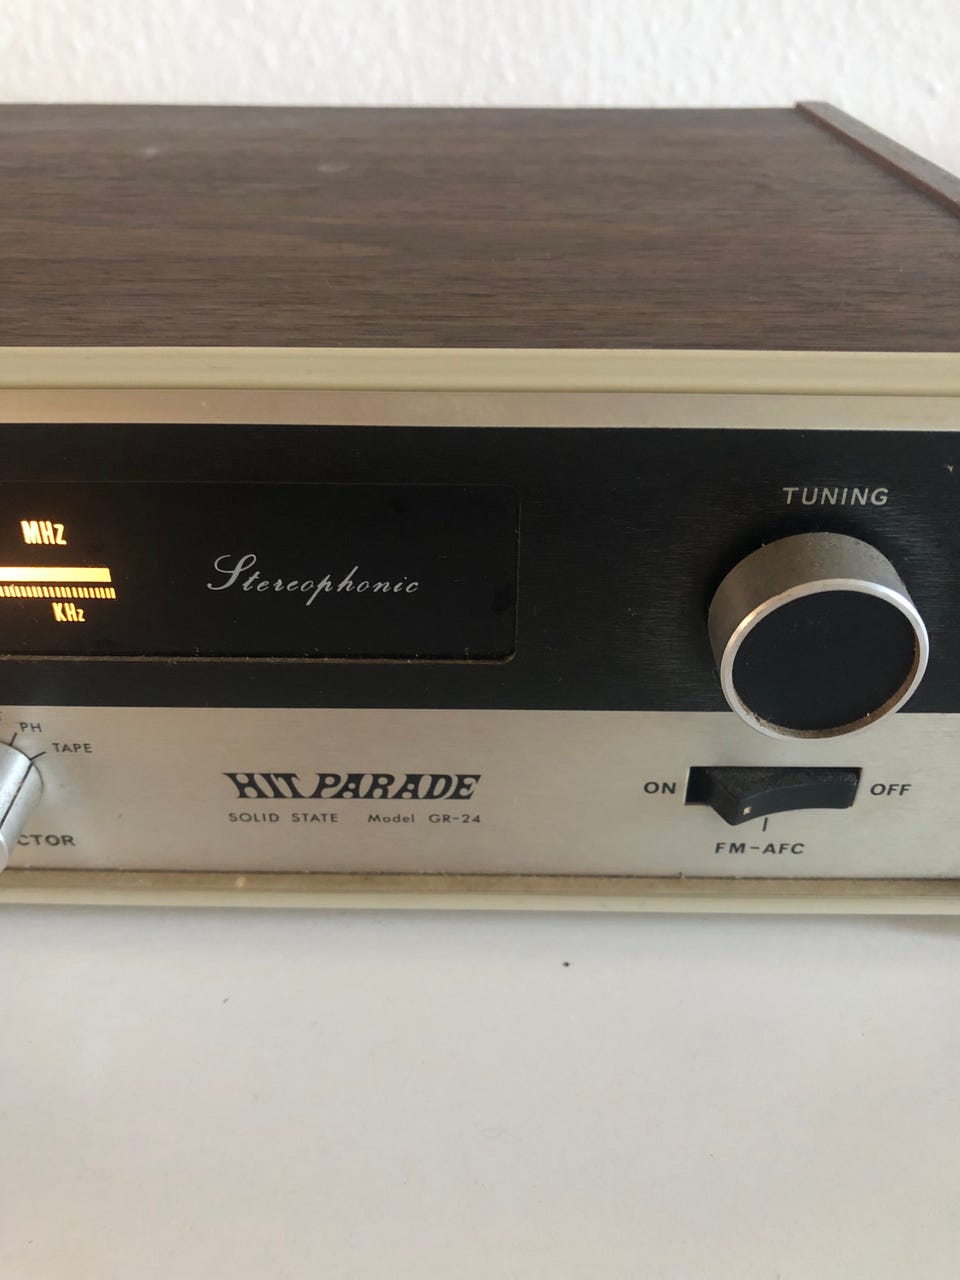 TUNING
MHz
Stereophonic
KHz
PH
TAPE
HIT PARADE
SOLID STATE Model GR-24
ON OFF
CTOR
FM-AFC